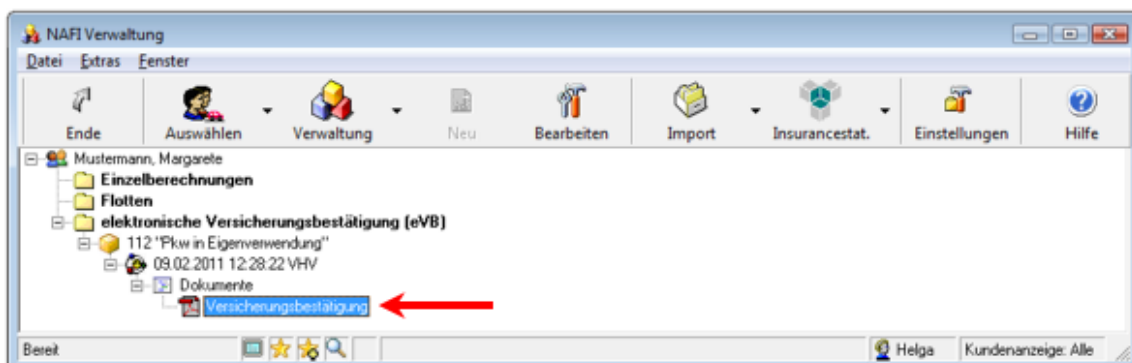 NAFI Verwaltung
Datei Extras Fenster
Ende Auswählen Verwaltung Neu Bearbeiten Import Insurancestat. Einstellungen Hilfe
Mustermann, Margarete
Einzelberechnungen
Flotten
elektronische Versicherungsbestätigung (eVB)
112 "Pkw in Eigenverwendung"
09.02.2011 12:28:22 VHV
Dokumente
Versicherungsbestätigung
Bereit Helga Kundenanzeige: Alle